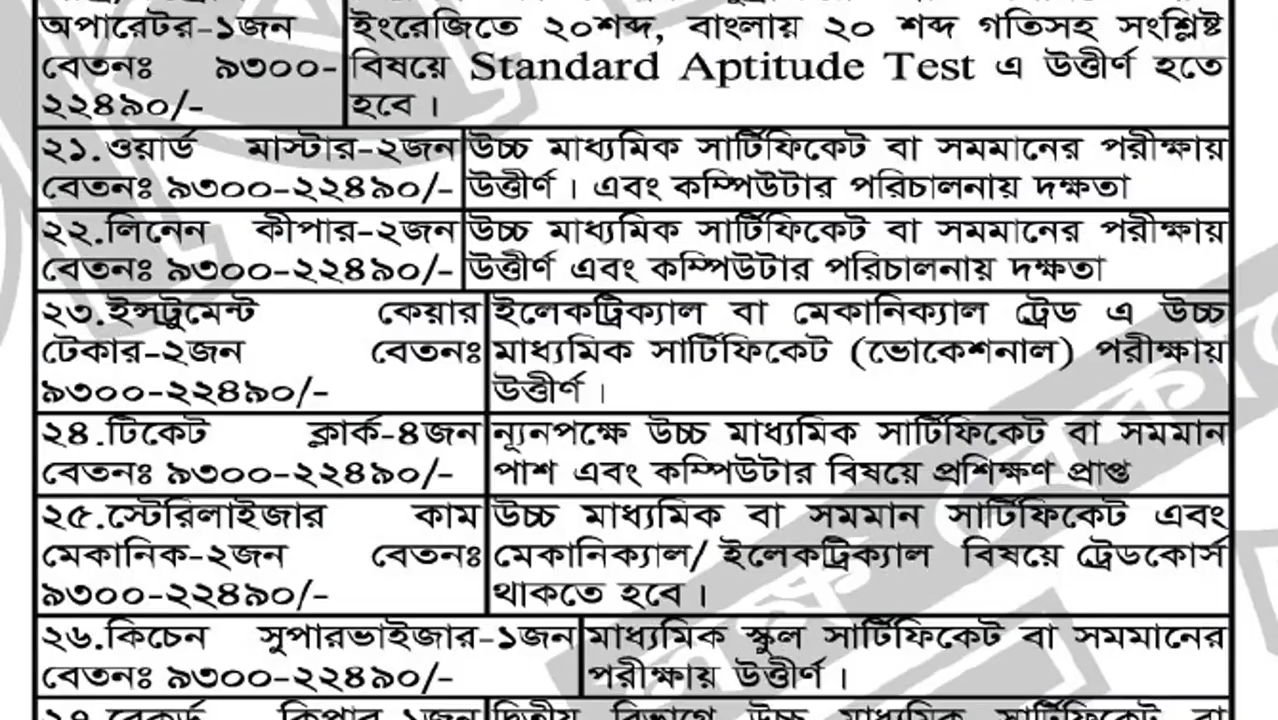 অপারেটর-১জন
বেতনঃ ৯৩০০-
২২৪৯০/-
ইংরেজিতে ২০শব্দ, বাংলায় ২০ শব্দ গতিসহ সংশ্লিষ্ট
বিষয়ে Standard Aptitude Test এ উত্তীর্ণ হতে
হবে ।
২১.ওয়ার্ড মাস্টার-২জন
বেতনঃ ৯৩০০-২২৪৯০/-
উচ্চ মাধ্যমিক সার্টিফিকেট বা সমমানের পরীক্ষায়
উত্তীর্ণ । এবং কম্পিউটার পরিচালনায় দক্ষতা
২২.লিনেন কীপার-২জন
বেতনঃ ৯৩০০-২২৪৯০/-
উচ্চ মাধ্যমিক সার্টিফিকেট বা সমমানের পরীক্ষায়
উত্তীর্ণ এবং কম্পিউটার পরিচালনায় দক্ষতা
২৩.ইন্সট্রুমেন্ট কেয়ার
টেকার-২জন বেতনঃ
৯৩০০-২২৪৯০/-
ইলেকট্রিক্যাল বা মেকানিক্যাল ট্রেড এ উচ্চ
মাধ্যমিক সার্টিফিকেট (ভোকেশনাল) পরীক্ষায়
উত্তীর্ণ ।
২৪.টিকেট ক্লার্ক-৪জন
বেতনঃ ৯৩০০-২২৪৯০/-
ন্যূনপক্ষে উচ্চ মাধ্যমিক সার্টিফিকেট বা সমমান
পাশ এবং কম্পিউটার বিষয়ে প্রশিক্ষণ প্রাপ্ত
২৫.স্টেরিলাইজার কাম
মেকানিক-২জন বেতনঃ
৯৩০০-২২৪৯০/-
উচ্চ মাধ্যমিক বা সমমান সার্টিফিকেট এবং
মেকানিক্যাল/ ইলেকট্রিক্যাল বিষয়ে ট্রেডকোর্স
থাকতে হবে ।
২৬.কিচেন সুপারভাইজার-১জন
বেতনঃ ৯৩০০-২২৪৯০/-
মাধ্যমিক স্কুল সার্টিফিকেট বা সমমানের
পরীক্ষায় উত্তীর্ণ ।
২৭.রেকর্ড কিপার-১জন
দ্বিতীয় বিভাগে উচ্চ মাধ্যমিক সার্টিফিকেট বা